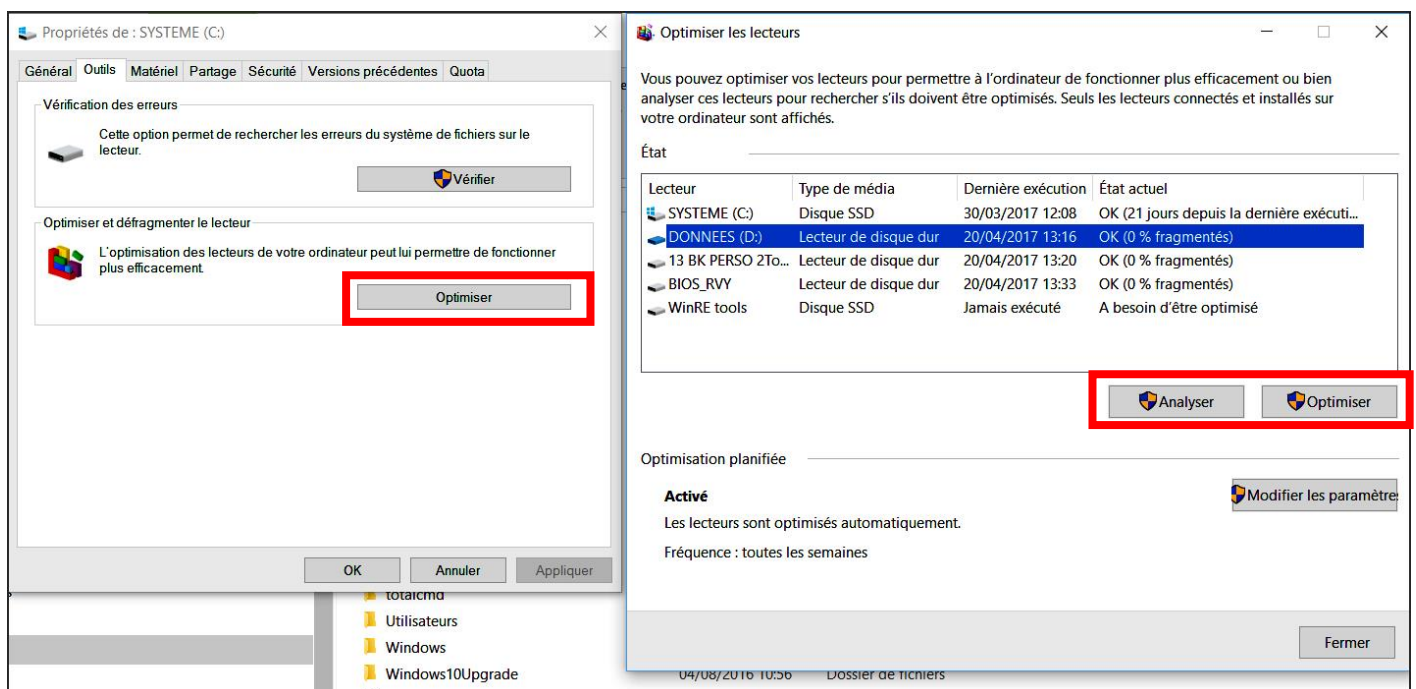 Propriétés de : SYSTEME (C:)
Général Outils Matériel Partage Sécurité Versions précédentes Quota
Vérification des erreurs
Cette option permet de rechercher les erreurs du système de fichiers sur le
lecteur.
Vérifier
Optimiser et défragmenter le lecteur
L'optimisation des lecteurs de votre ordinateur peut lui permettre de fonctionner
plus efficacement.
Optimiser
OK Annuler Appliquer
totalcmd
Utilisateurs
Windows
Windows10Upgrade
04/08/2016 10:56 Dossier de fichiers
Optimiser les lecteurs
Vous pouvez optimiser vos lecteurs pour permettre à l'ordinateur de fonctionner plus efficacement ou bien
analyser ces lecteurs pour rechercher s'ils doivent être optimisés. Seuls les lecteurs connectés et installés sur
votre ordinateur sont affichés.
État
Lecteur Type de média Dernière exécution État actuel
SYSTEME (C:) Disque SSD 30/03/2017 12:08 OK (21 jours depuis la dernière exécuti...
DONNEES (D:) Lecteur de disque dur 20/04/2017 13:16 OK (0 % fragmentés)
13 BK PERSO 2To... Lecteur de disque dur 20/04/2017 13:20 OK (0 % fragmentés)
BIOS_RVY Lecteur de disque dur 20/04/2017 13:33 OK (0 % fragmentés)
WinRE tools Disque SSD Jamais exécuté A besoin d'être optimisé
Analyser Optimiser
Optimisation planifiée
Activé
Modifier les paramètres
Les lecteurs sont optimisés automatiquement.
Fréquence : toutes les semaines
Fermer